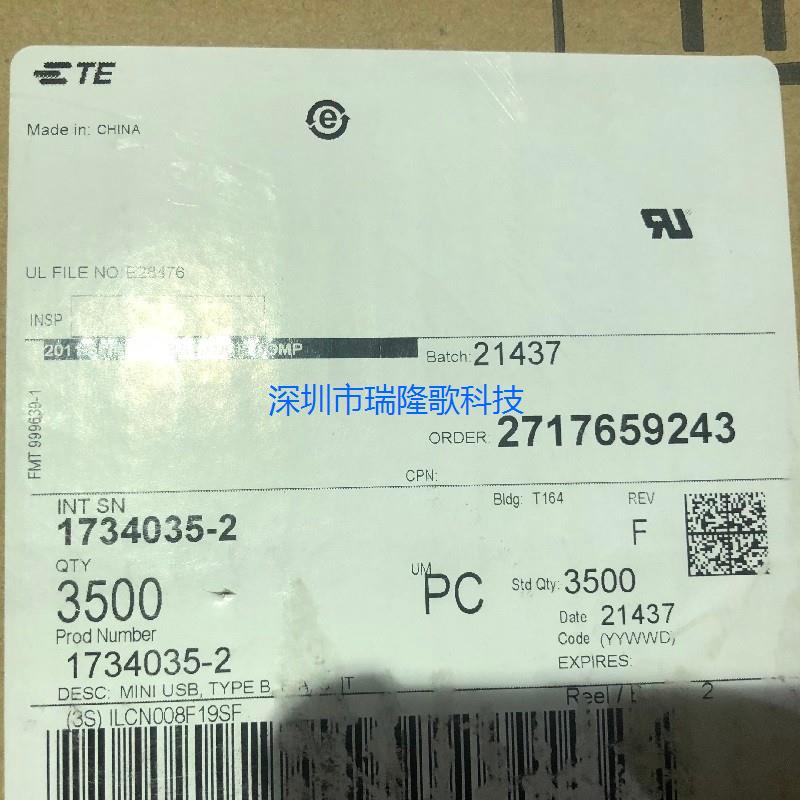 TE
Made in: CHINA
e
RU
UL FILE NO E28476
INSP
Batch: 21437
深圳市瑞隆歌科技
FMT 999639-1
ORDER: 2717659243
CPN:
INT SN
1734035-2
Bldg: T164
REV
F
QTY
3500
UM
PC
Std Qty: 3500
Prod Number
1734035-2
Date 21437
Code (YYWWD)
EXPIRES:
DESC: MINI USB, TYPE B,
Reel / 2
(3S) ILCN008F19SF